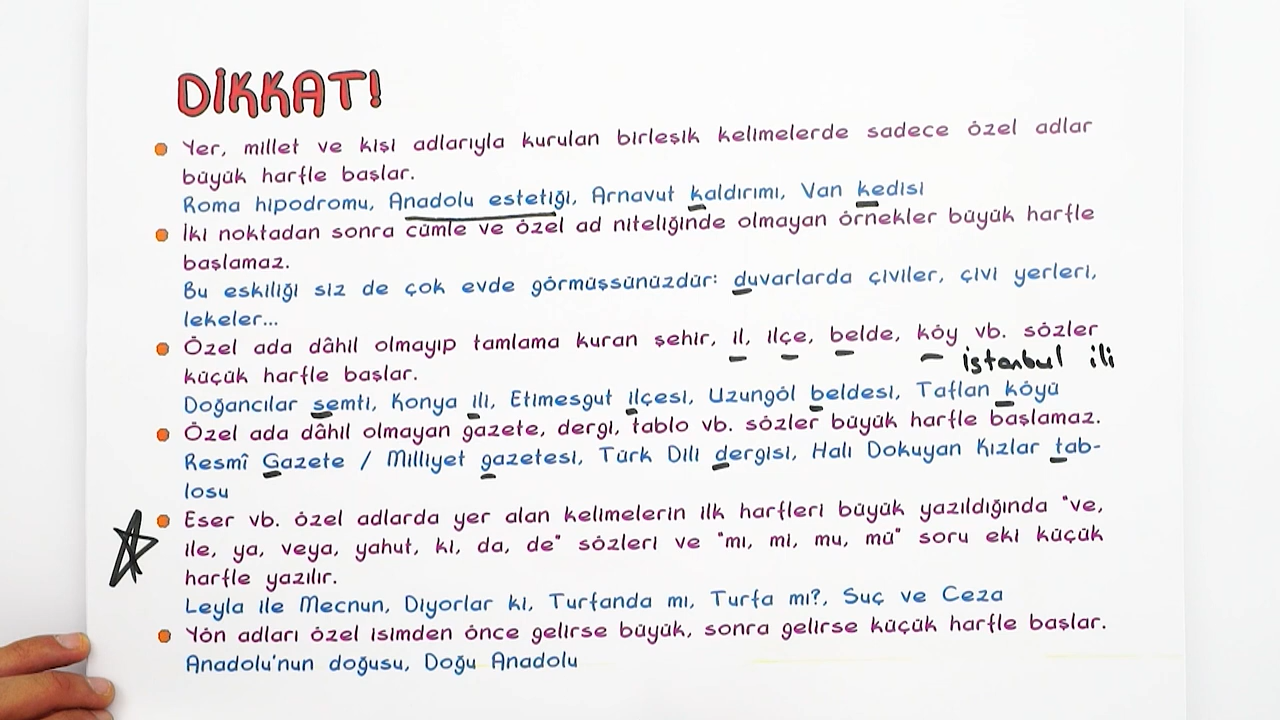 DİKKAT!
Yer, millet ve kişi adlarıyla kurulan birleşik kelimelerde sadece özel adlar
büyük harfle başlar.
Roma hipodromu, Anadolu estetiği, Arnavut kaldırımı, Van kedisi
İki noktadan sonra cümle ve özel ad niteliğinde olmayan örnekler büyük harfle
başlamaz.
Bu eskiliği siz de çok evde görmüşsünüzdür: duvarlarda çiviler, çivi yerleri,
lekeler...
Özel ada dâhil olmayıp tamlama kuran şehir, il, ilçe, belde, köy vb. sözler
istanbul ili
küçük harfle başlar.
Doğancılar semti, Konya ili, Etimesgut ilçesi, Uzungöl beldesi, Taflan köyü
Özel ada dâhil olmayan gazete, dergi, tablo vb. sözler büyük harfle başlamaz.
Resmî Gazete / Milliyet gazetesi, Türk Dili dergisi, Halı Dokuyan Kızlar tab-
losu
Eser vb. özel adlarda yer alan kelimelerin ilk harfleri büyük yazıldığında "ve,
ile, ya, veya, yahut, ki, da, de" sözleri ve "mı, mi, mu, mü" soru eki küçük
harfle yazılır.
Leyla ile Mecnun, Diyorlar ki, Turfanda mı, Turfa mı?, Suç ve Ceza
Yön adları özel isimden önce gelirse büyük, sonra gelirse küçük harfle başlar.
Anadolu'nun doğusu, Doğu Anadolu